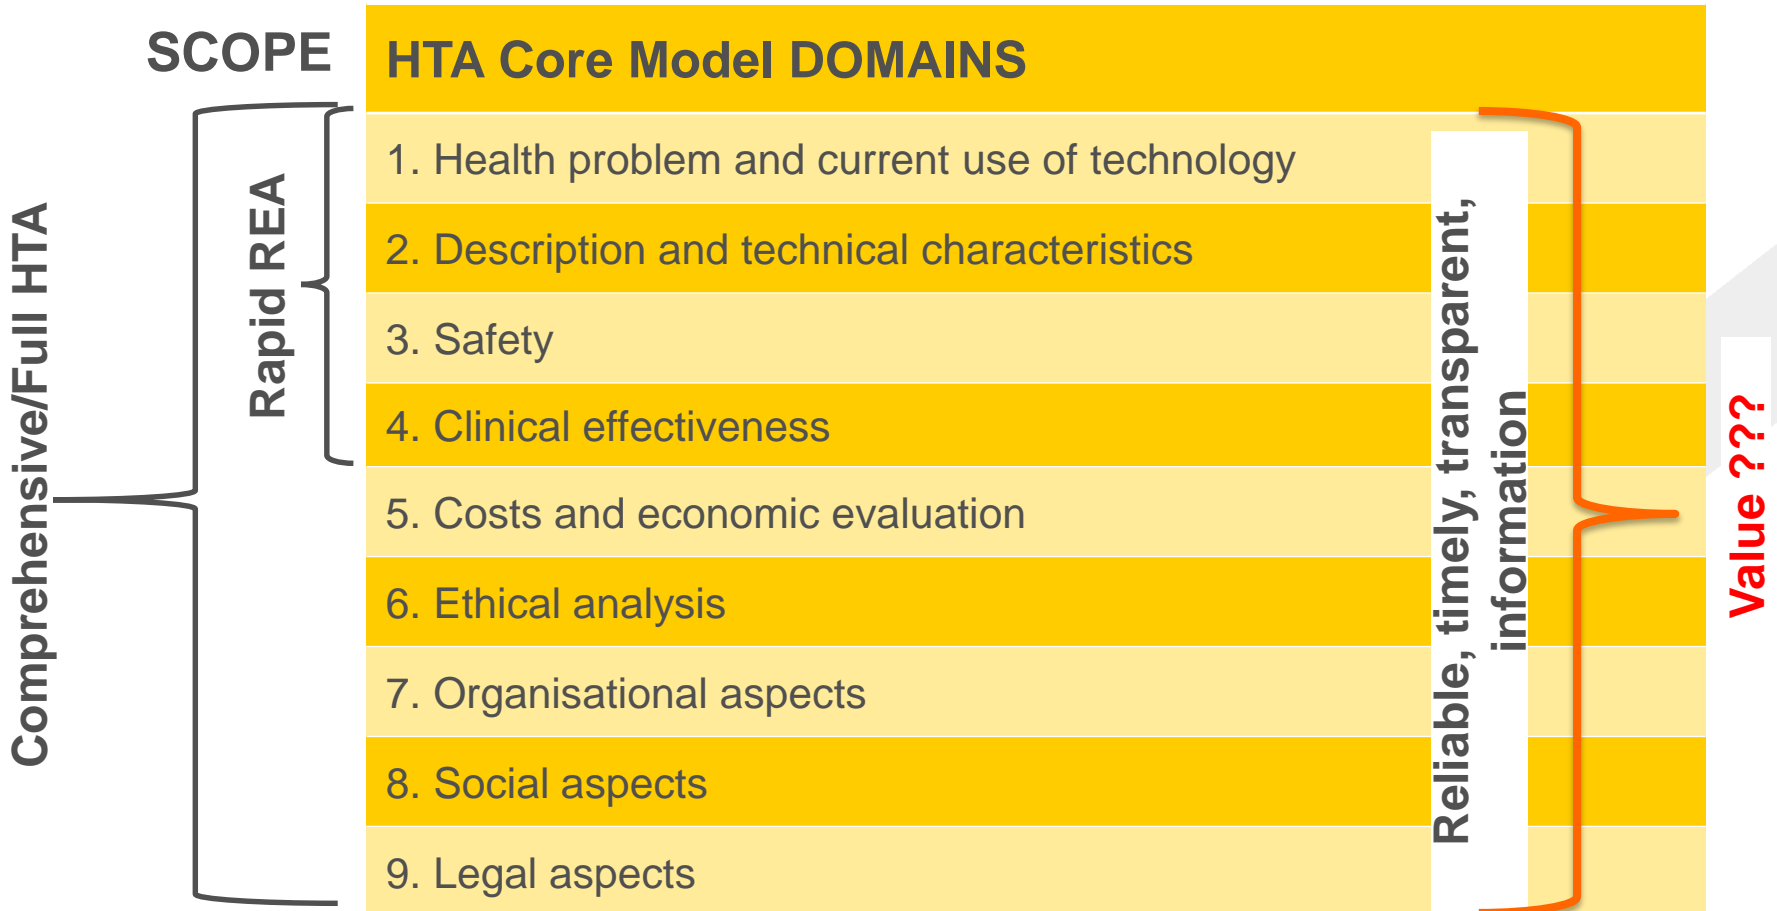 SCOPE
HTA Core Model DOMAINS
Comprehensive/Full HTA
Rapid REA
1. Health problem and current use of technology
2. Description and technical characteristics
3. Safety
4. Clinical effectiveness
5. Costs and economic evaluation
6. Ethical analysis
7. Organisational aspects
8. Social aspects
9. Legal aspects
Reliable, timely, transparent,
information
Value ???